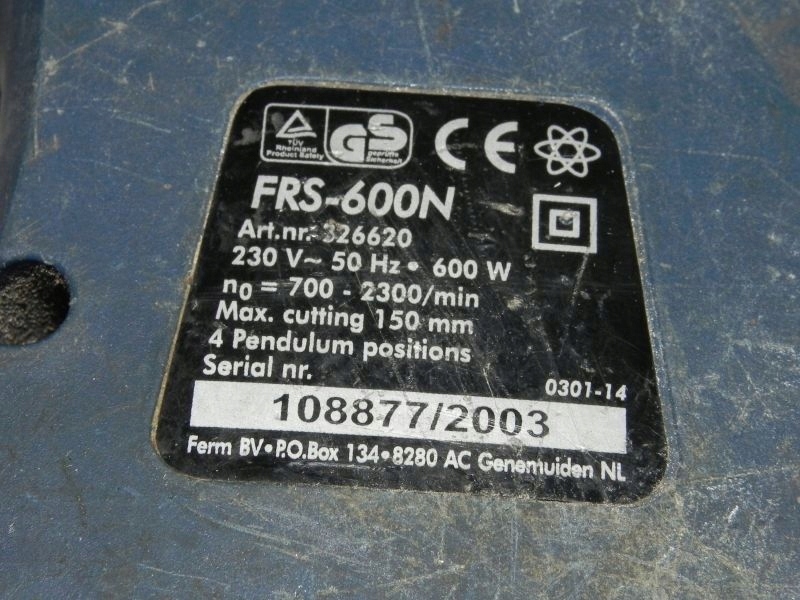 TÜV
Rheinland
Product Safety
GS
geprüfte
Sicherheit
CE
FRS-600N
Art.nr. 326620
230 V~ 50 Hz • 600 W
n0 = 700 - 2300/min
Max. cutting 150 mm
4 Pendulum positions
Serial nr.
0301-14
108877/2003
Ferm BV•P.O.Box 134•8280 AC Genemuiden NL